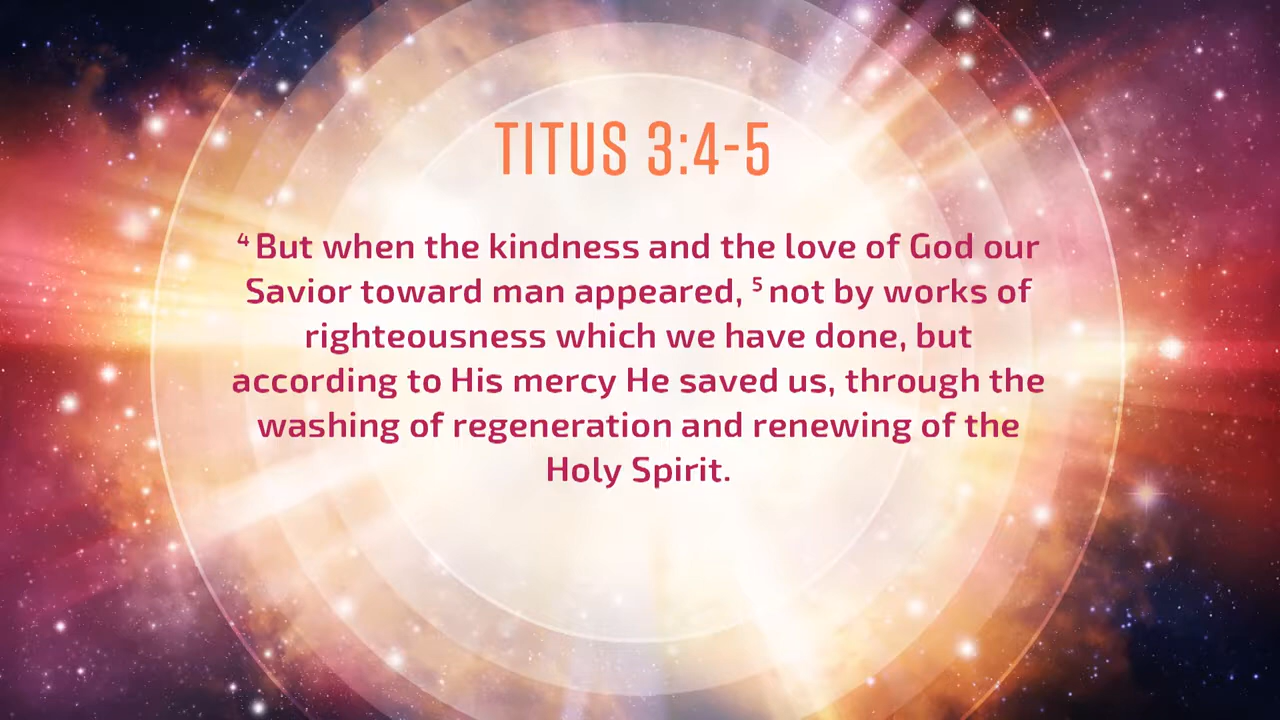 TITUS 3:4-5
⁴ But when the kindness and the love of God our
Savior toward man appeared, ⁵ not by works of
righteousness which we have done, but
according to His mercy He saved us, through the
washing of regeneration and renewing of the
Holy Spirit.